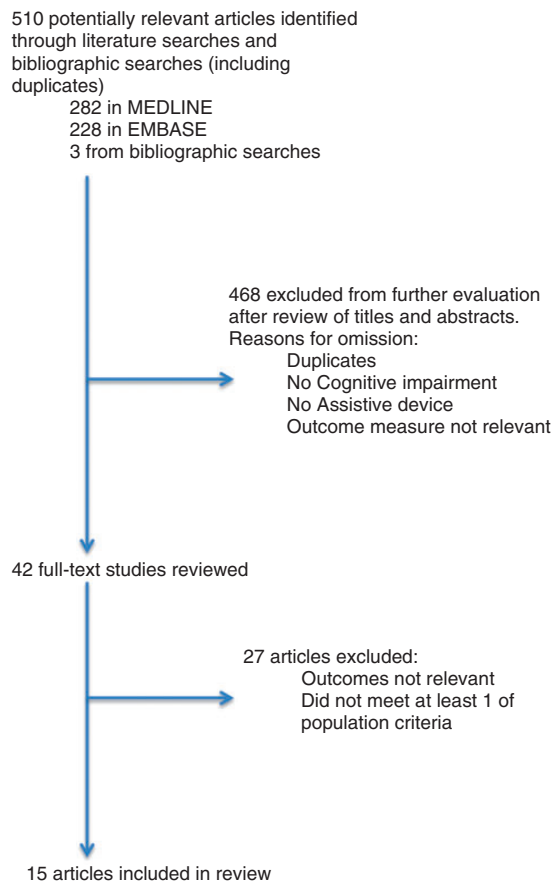 510 potentially relevant articles identified
through literature searches and
bibliographic searches (including
duplicates)
282 in MEDLINE
228 in EMBASE
3 from bibliographic searches
468 excluded from further evaluation
after review of titles and abstracts.
Reasons for omission:
Duplicates
No Cognitive impairment
No Assistive device
Outcome measure not relevant
42 full-text studies reviewed
27 articles excluded:
Outcomes not relevant
Did not meet at least 1 of
population criteria
15 articles included in review